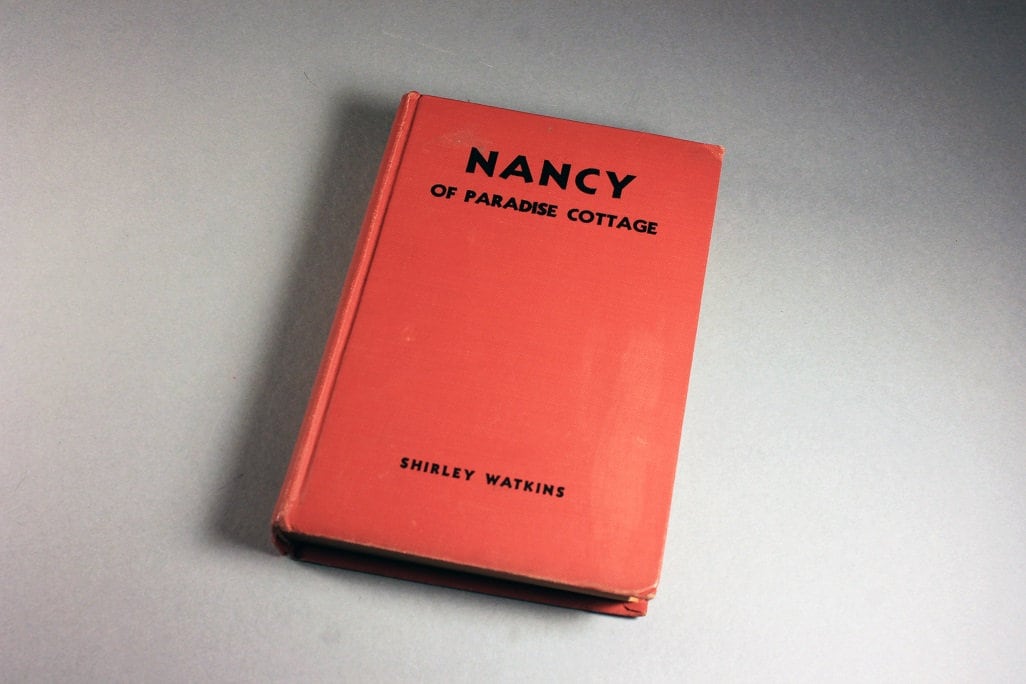 NANCY
OF PARADISE COTTAGE
SHIRLEY WATKINS